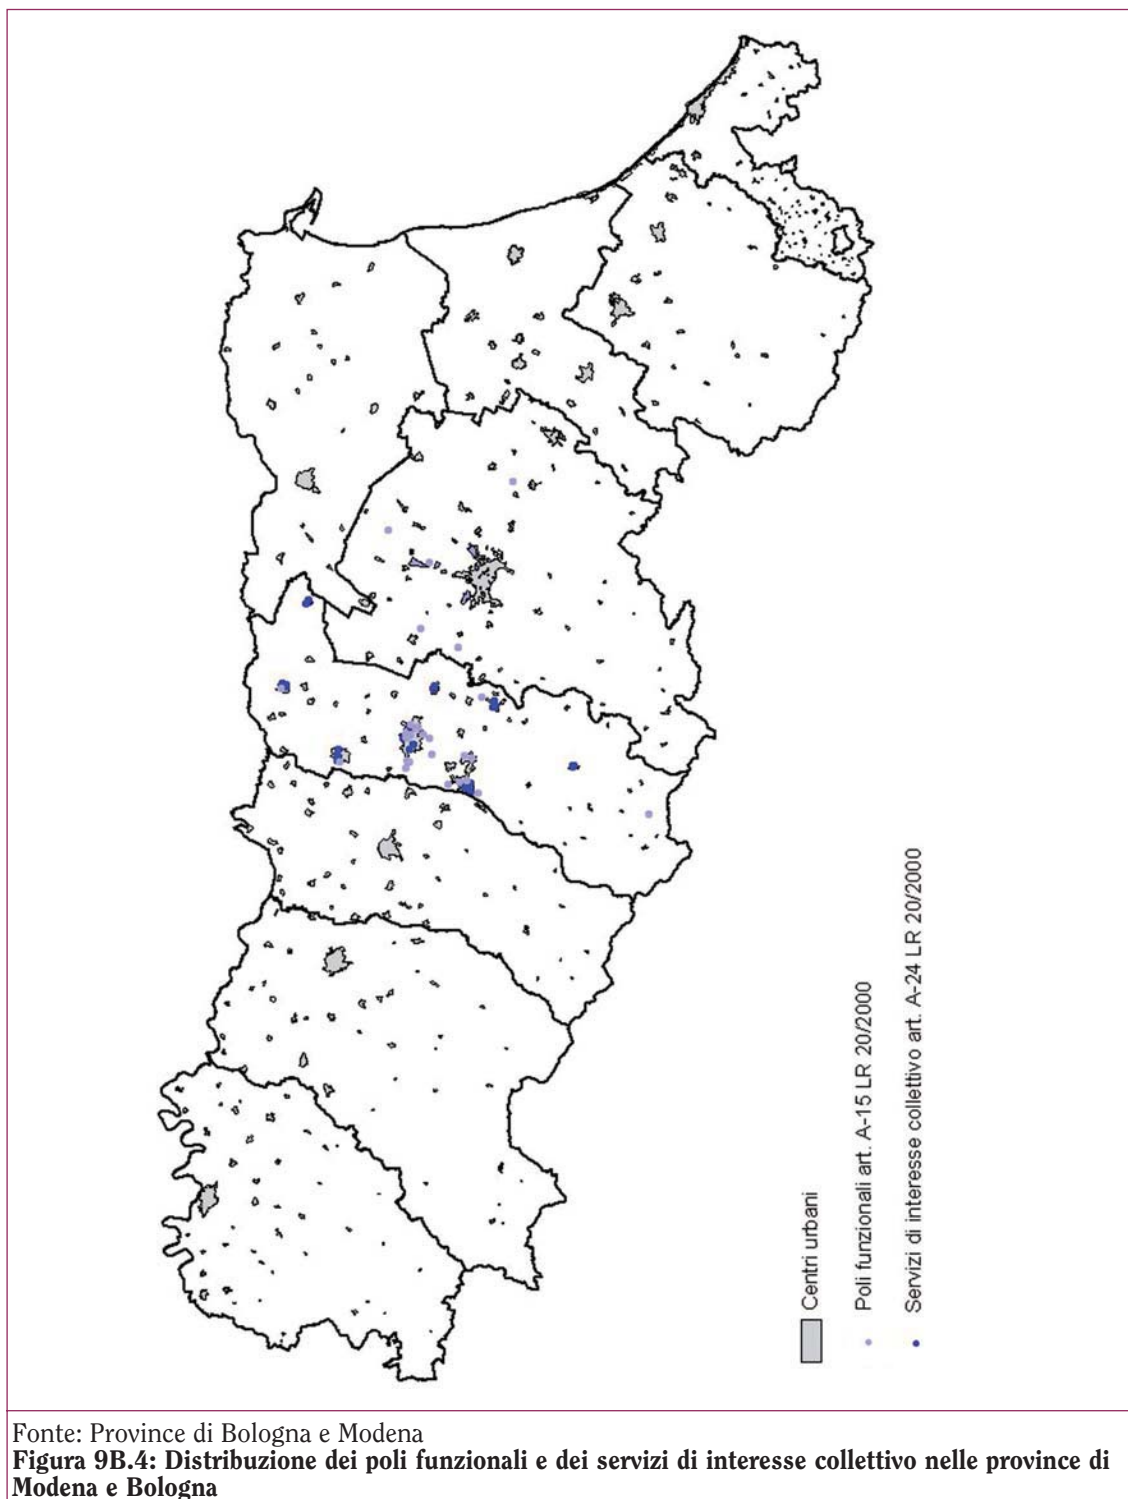 Centri urbani
Poli funzionali art. A-15 LR 20/2000
Servizi di interesse collettivo art. A-24 LR 20/2000
Fonte: Province di Bologna e Modena
Figura 9B.4: Distribuzione dei poli funzionali e dei servizi di interesse collettivo nelle province di
Modena e Bologna